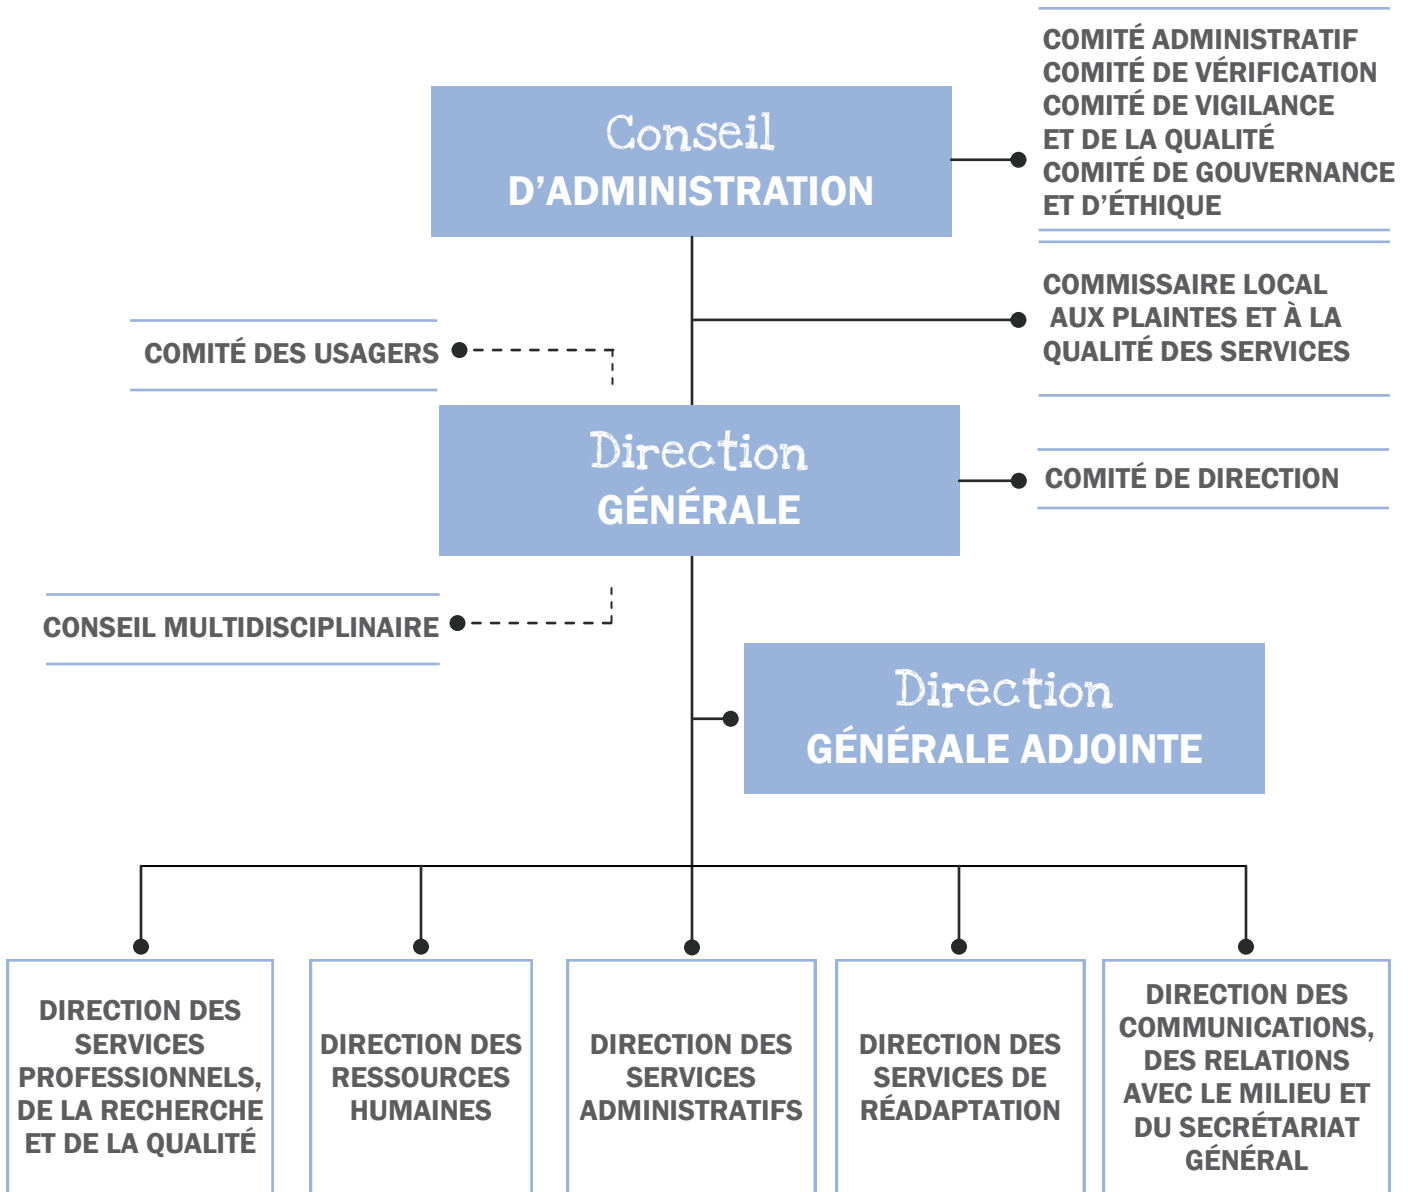 COMITÉ ADMINISTRATIF
COMITÉ DE VÉRIFICATION
COMITÉ DE VIGILANCE
ET DE LA QUALITÉ
COMITÉ DE GOUVERNANCE
ET D'ÉTHIQUE
Conseil
D’ADMINISTRATION
COMMISSAIRE LOCAL
AUX PLAINTES ET À LA
QUALITÉ DES SERVICES
COMITÉ DES USAGERS
Direction
GÉNÉRALE
COMITÉ DE DIRECTION
CONSEIL MULTIDISCIPLINAIRE
Direction
GÉNÉRALE ADJOINTE
DIRECTION DES
SERVICES
PROFESSIONNELS,
DE LA RECHERCHE
ET DE LA QUALITÉ
DIRECTION DES
RESSOURCES
HUMAINES
DIRECTION DES
SERVICES
ADMINISTRATIFS
DIRECTION DES
SERVICES DE
RÉADAPTATION
DIRECTION DES
COMMUNICATIONS,
DES RELATIONS
AVEC LE MILIEU ET
DU SECRÉTARIAT
GÉNÉRAL